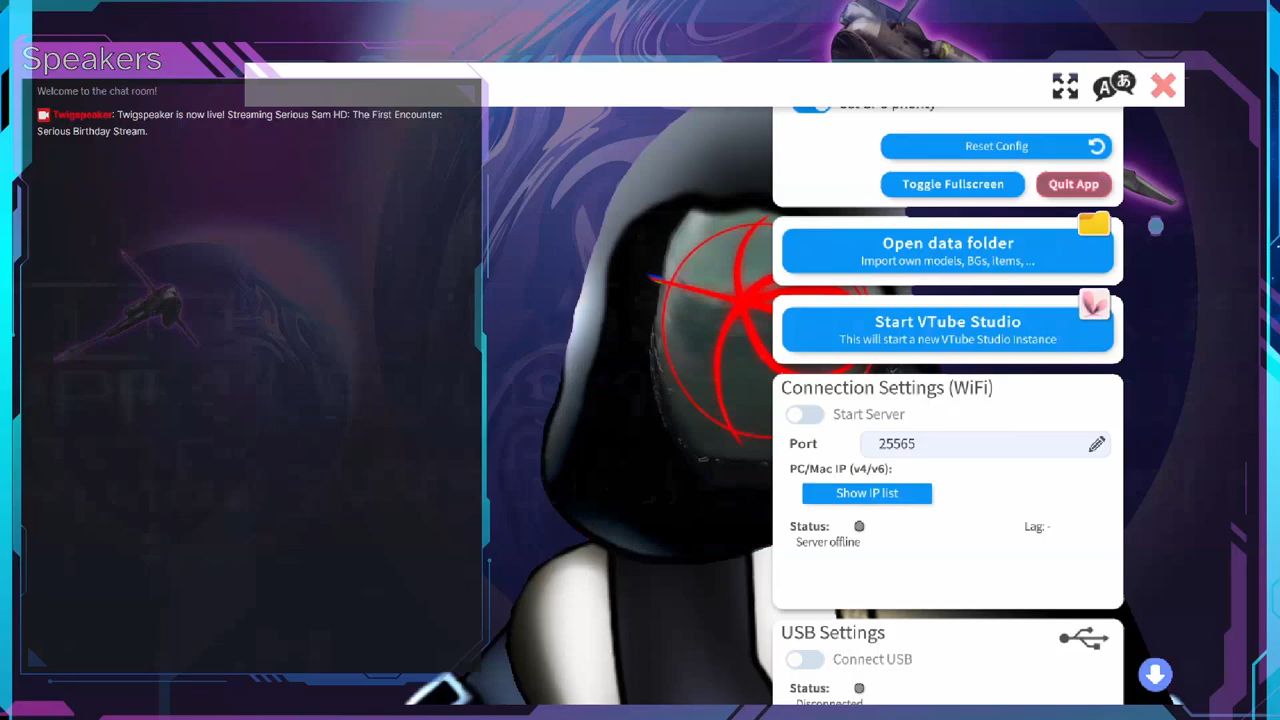 Speakers
Welcome to the chat room!
Twigspeaker: Twigspeaker is now live! Streaming Serious Sam HD: The First Encounter:
Serious Birthday Stream.
Reset Config
Toggle Fullscreen
Quit App
Open data folder
Import own models, BGs, items, ...
Start VTube Studio
This will start a new VTube Studio instance
Connection Settings (WiFi)
Start Server
Port
25565
PC/Mac IP (v4/v6):
Show IP list
Status:
Lag: -
Server offline
USB Settings
Connect USB
Status:
Disconnected